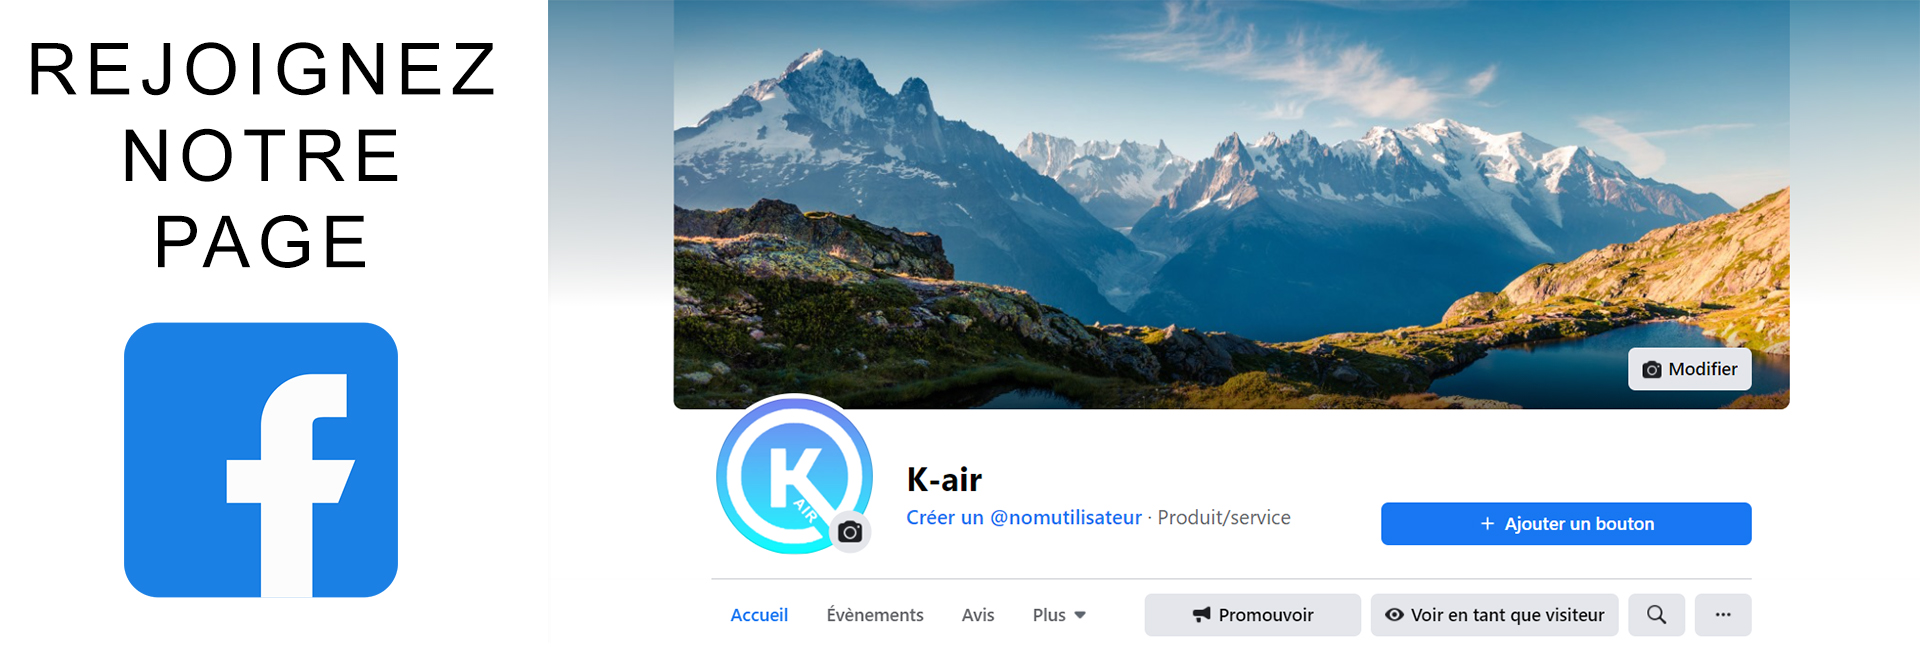 REJOIGNEZ
NOTRE
PAGE
Modifier
K
AIR
K-air
Créer un @nomutilisateur · Produit/service
+ Ajouter un bouton
Accueil Évènements Avis Plus Promouvoir Voir en tant que visiteur ...